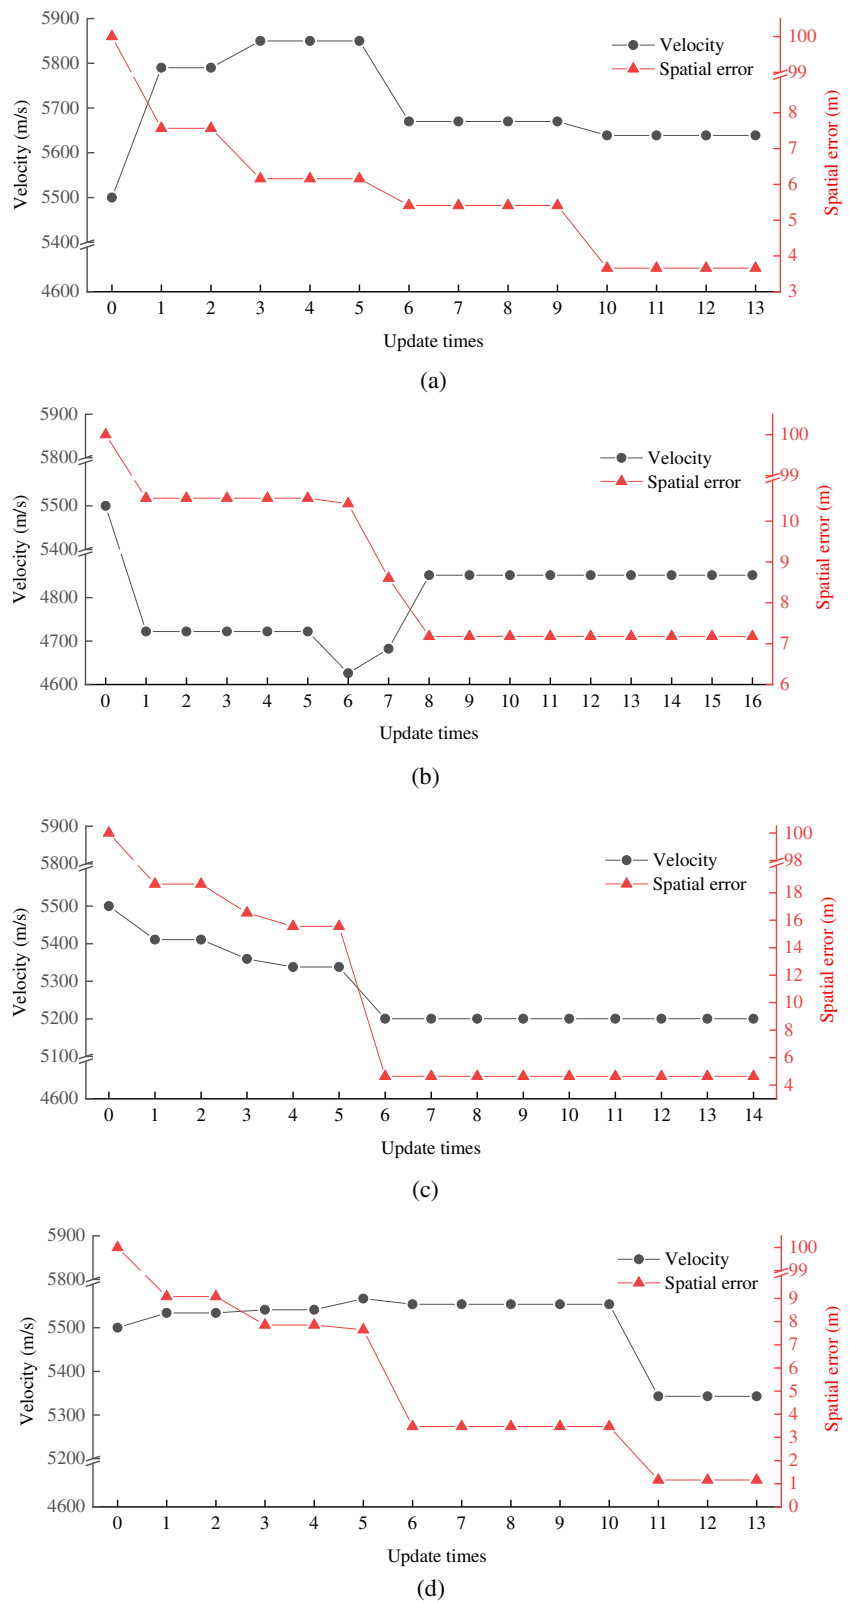 5900
5800
5700
5600
5500
5400
4600
Velocity (m/s)
Velocity
Spatial error
100
99
8
7
6
5
4
3
Spatial error (m)
0 1 2 3 4 5 6 7 8 9 10 11 12 13
Update times
(a)
5900
5800
5500
5400
4800
4700
4600
Velocity (m/s)
Velocity
Spatial error
100
99
10
9
8
7
6
Spatial error (m)
0 1 2 3 4 5 6 7 8 9 10 11 12 13 14 15 16
Update times
(b)
5900
5800
5500
5400
5300
5200
5100
4600
Velocity (m/s)
Velocity
Spatial error
100
98
18
16
14
12
10
8
6
4
Spatial error (m)
0 1 2 3 4 5 6 7 8 9 10 11 12 13 14
Update times
(c)
5900
5800
5500
5400
5300
5200
4600
Velocity (m/s)
Velocity
Spatial error
100
99
9
8
7
6
5
4
3
2
1
0
Spatial error (m)
0 1 2 3 4 5 6 7 8 9 10 11 12 13
Update times
(d)